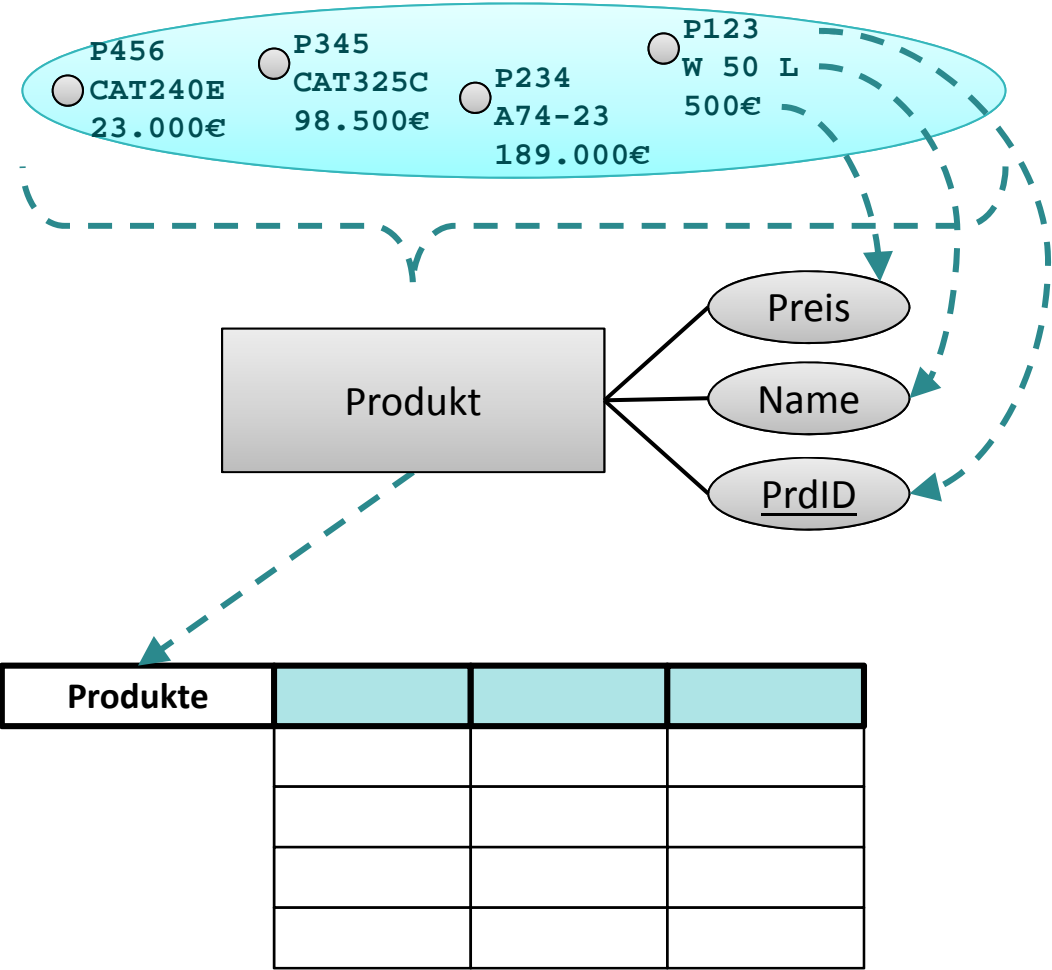 P456
CAT240E
23.000€
P345
CAT325C
98.500€
P234
A74-23
189.000€
P123
W 50 L
500€
Preis
Produkt
Name
PrdID
Produkte